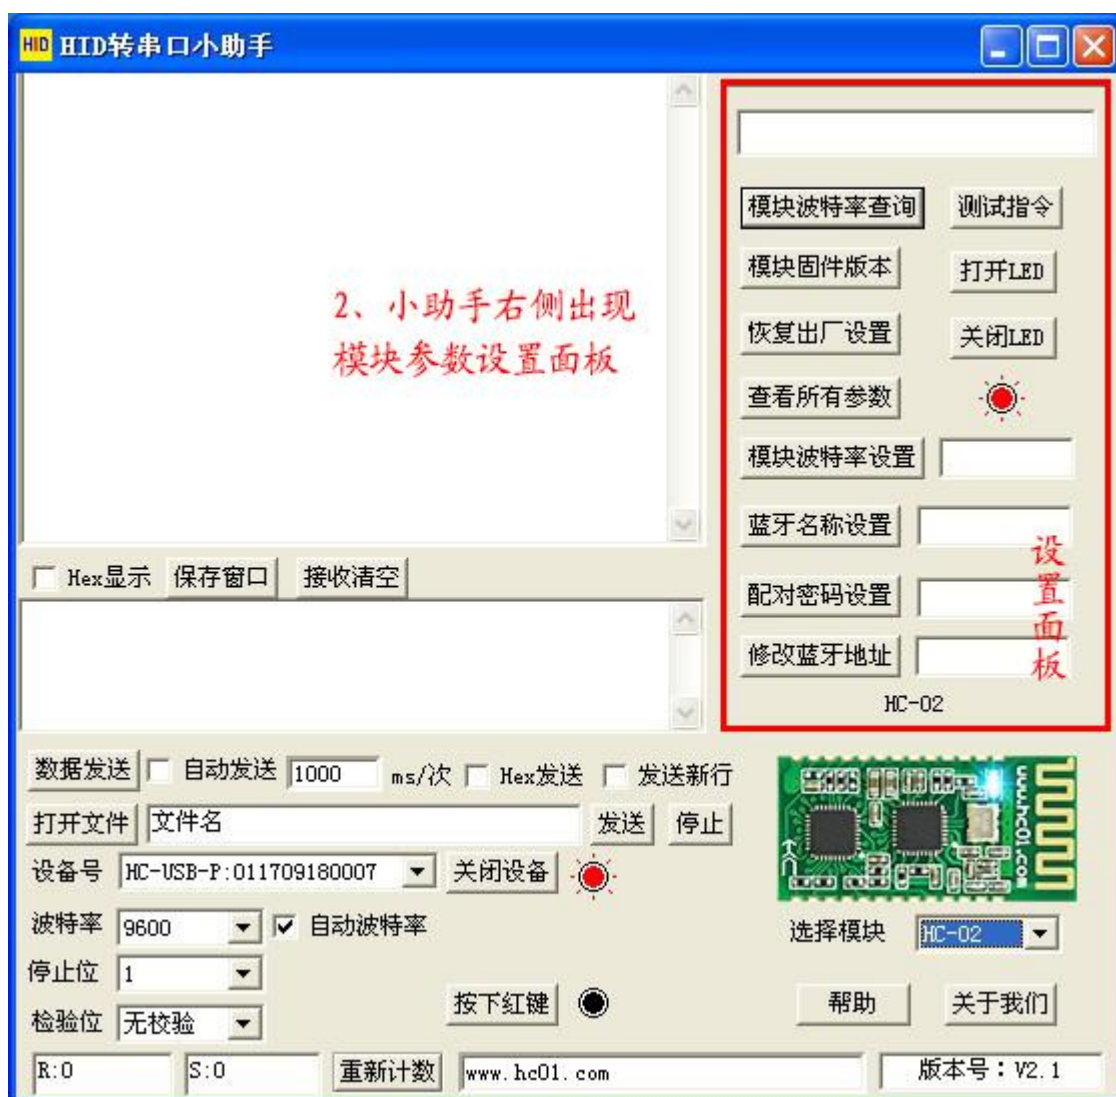 HID HID转串口小助手
模块波特率查询 测试指令
模块固件版本 打开LED
2、小助手右侧出现
模块参数设置面板
恢复出厂设置 关闭LED
查看所有参数
模块波特率设置
蓝牙名称设置
配对密码设置
修改蓝牙地址
设置面板
HC-02
Hex显示 保存窗口 接收清空
数据发送 自动发送 1000 ms/次 Hex发送 发送新行
打开文件 文件名 发送 停止
www.hc01.com
设备号 HC-USB-P:011709180007 关闭设备
波特率 9600 自动波特率
选择模块 HC-02
停止位 1
检验位 无校验
按下红键
帮助 关于我们
R:0 S:0 重新计数 www.hc01.com 版本号：V2.1